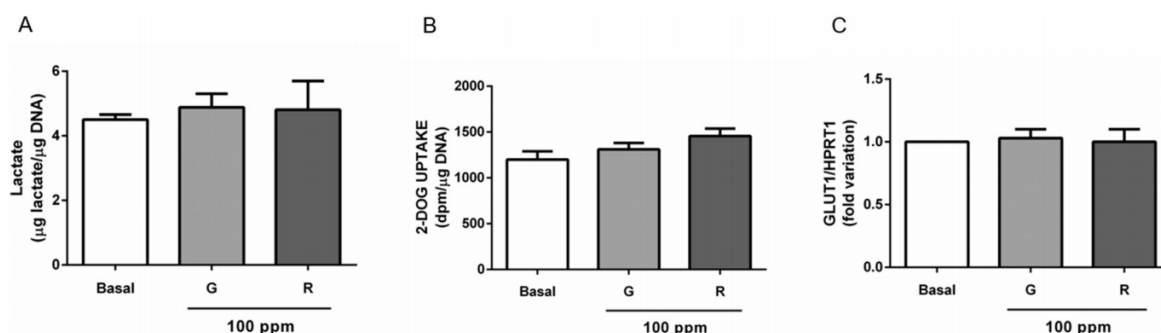 A
Lactate
(µg lactate/µg DNA)
6
4
2
0
Basal
G
R
100 ppm
B
2-DOG UPTAKE
(dpm/µg DNA)
2000
1500
1000
500
0
Basal
G
R
100 ppm
C
GLUT1/HPRT1
(fold variation)
1.5
1.0
0.5
0.0
Basal
G
R
100 ppm